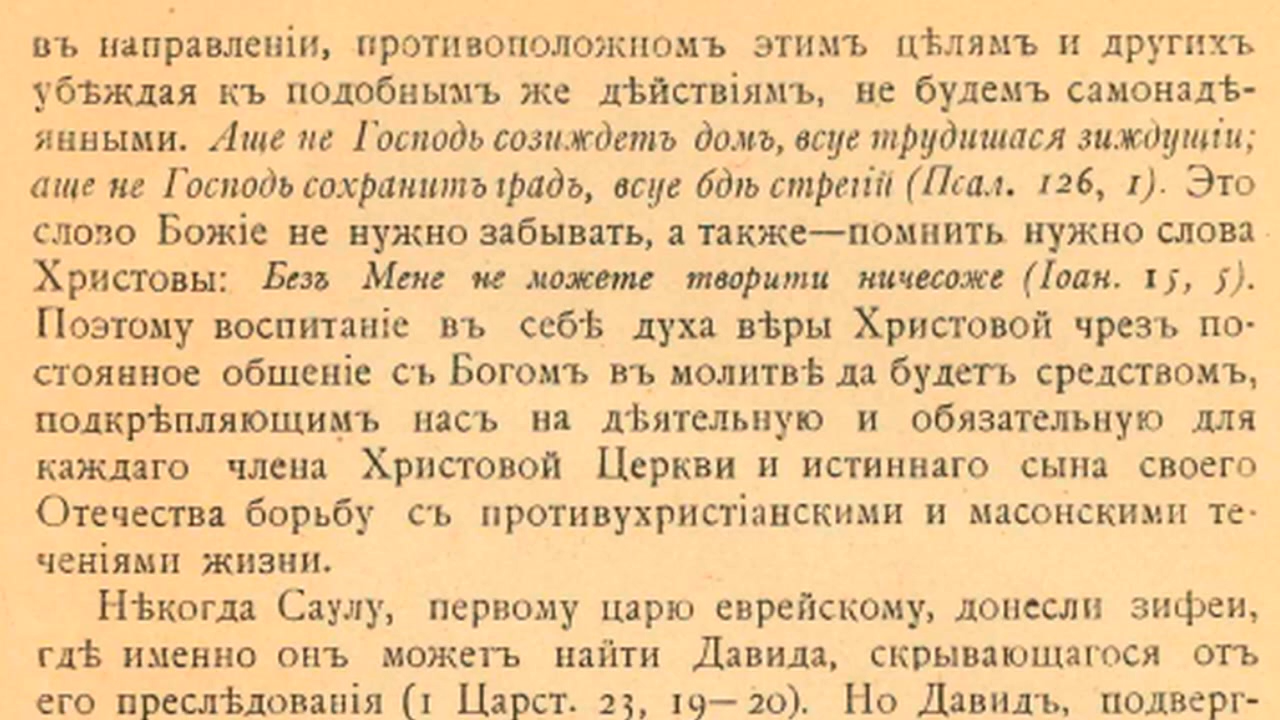 въ направленіи, противоположномъ этимъ цѣлямъ и другихъ
убѣждая къ подобнымъ же дѣйствіямъ, не будемъ самонадѣ-
янными. Аще не Господь созиждетъ домъ, всуе трудишася зиждущіи;
аще не Господь сохранитъ градъ, всуе бдѣ стрегій (Псал. 126, 1). Это
слово Божіе не нужно забывать, а также—помнить нужно слова
Христовы: Безъ Мене не можете творити ничесоже (Іоан. 15, 5).
Поэтому воспитаніе въ себѣ духа вѣры Христовой чрезъ по-
стоянное общеніе съ Богомъ въ молитвѣ да будетъ средствомъ,
подкрѣпляющимъ насъ на дѣятельную и обязательную для
каждаго члена Христовой Церкви и истиннаго сына своего
Отечества борьбу съ противухристіанскими и масонскими те-
ченіями жизни.
Нѣкогда Саулу, первому царю еврейскому, донесли зифеи,
гдѣ именно онъ можетъ найти Давида, скрывающагося отъ
его преслѣдованія (1 Царст. 23, 19—20). Но Давидъ, подверг-